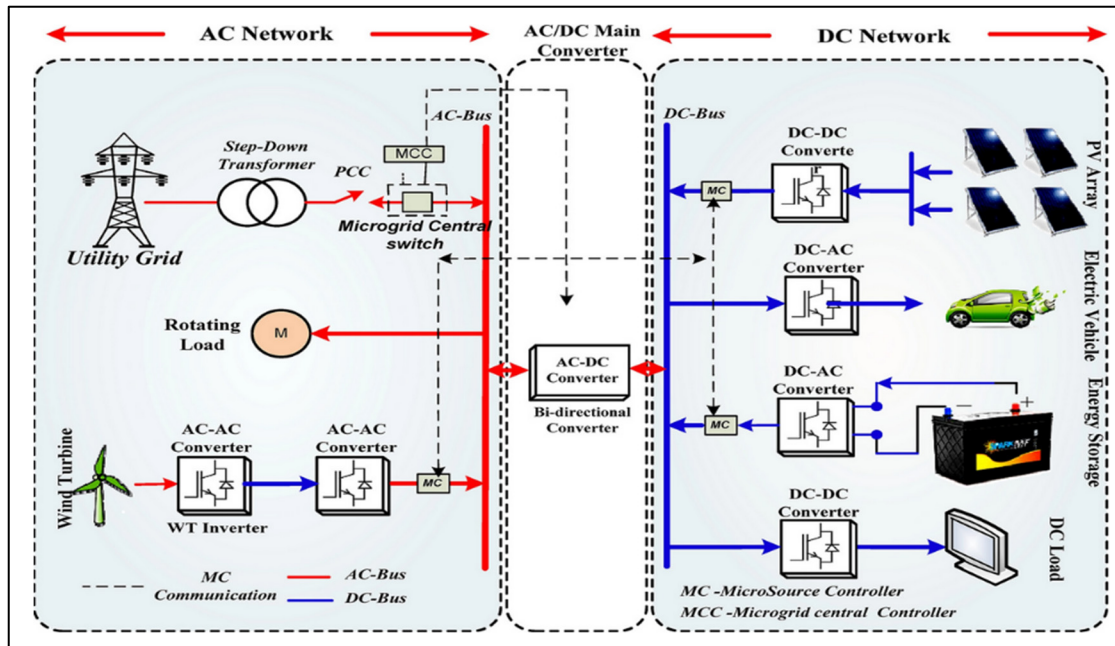 AC Network
AC/DC Main
Converter
DC Network
AC-Bus
DC-Bus
Step-Down
Transformer
PCC
MCC
Microgrid Central
switch
Utility Grid
Rotating
Load
M
Wind Turbine
AC-AC
Converter
WT Inverter
AC-AC
Converter
MC
MC
Communication
AC-Bus
DC-Bus
AC-DC
Converter
Bi-directional
Converter
DC-DC
Converte
r
MC
PV Array
DC-AC
Converter
Electric Vehicle
DC-AC
Converter
MC
− +
Energy Storage
DC-DC
Converter
DC Load
MC -MicroSource Controller
MCC -Microgrid central Controller